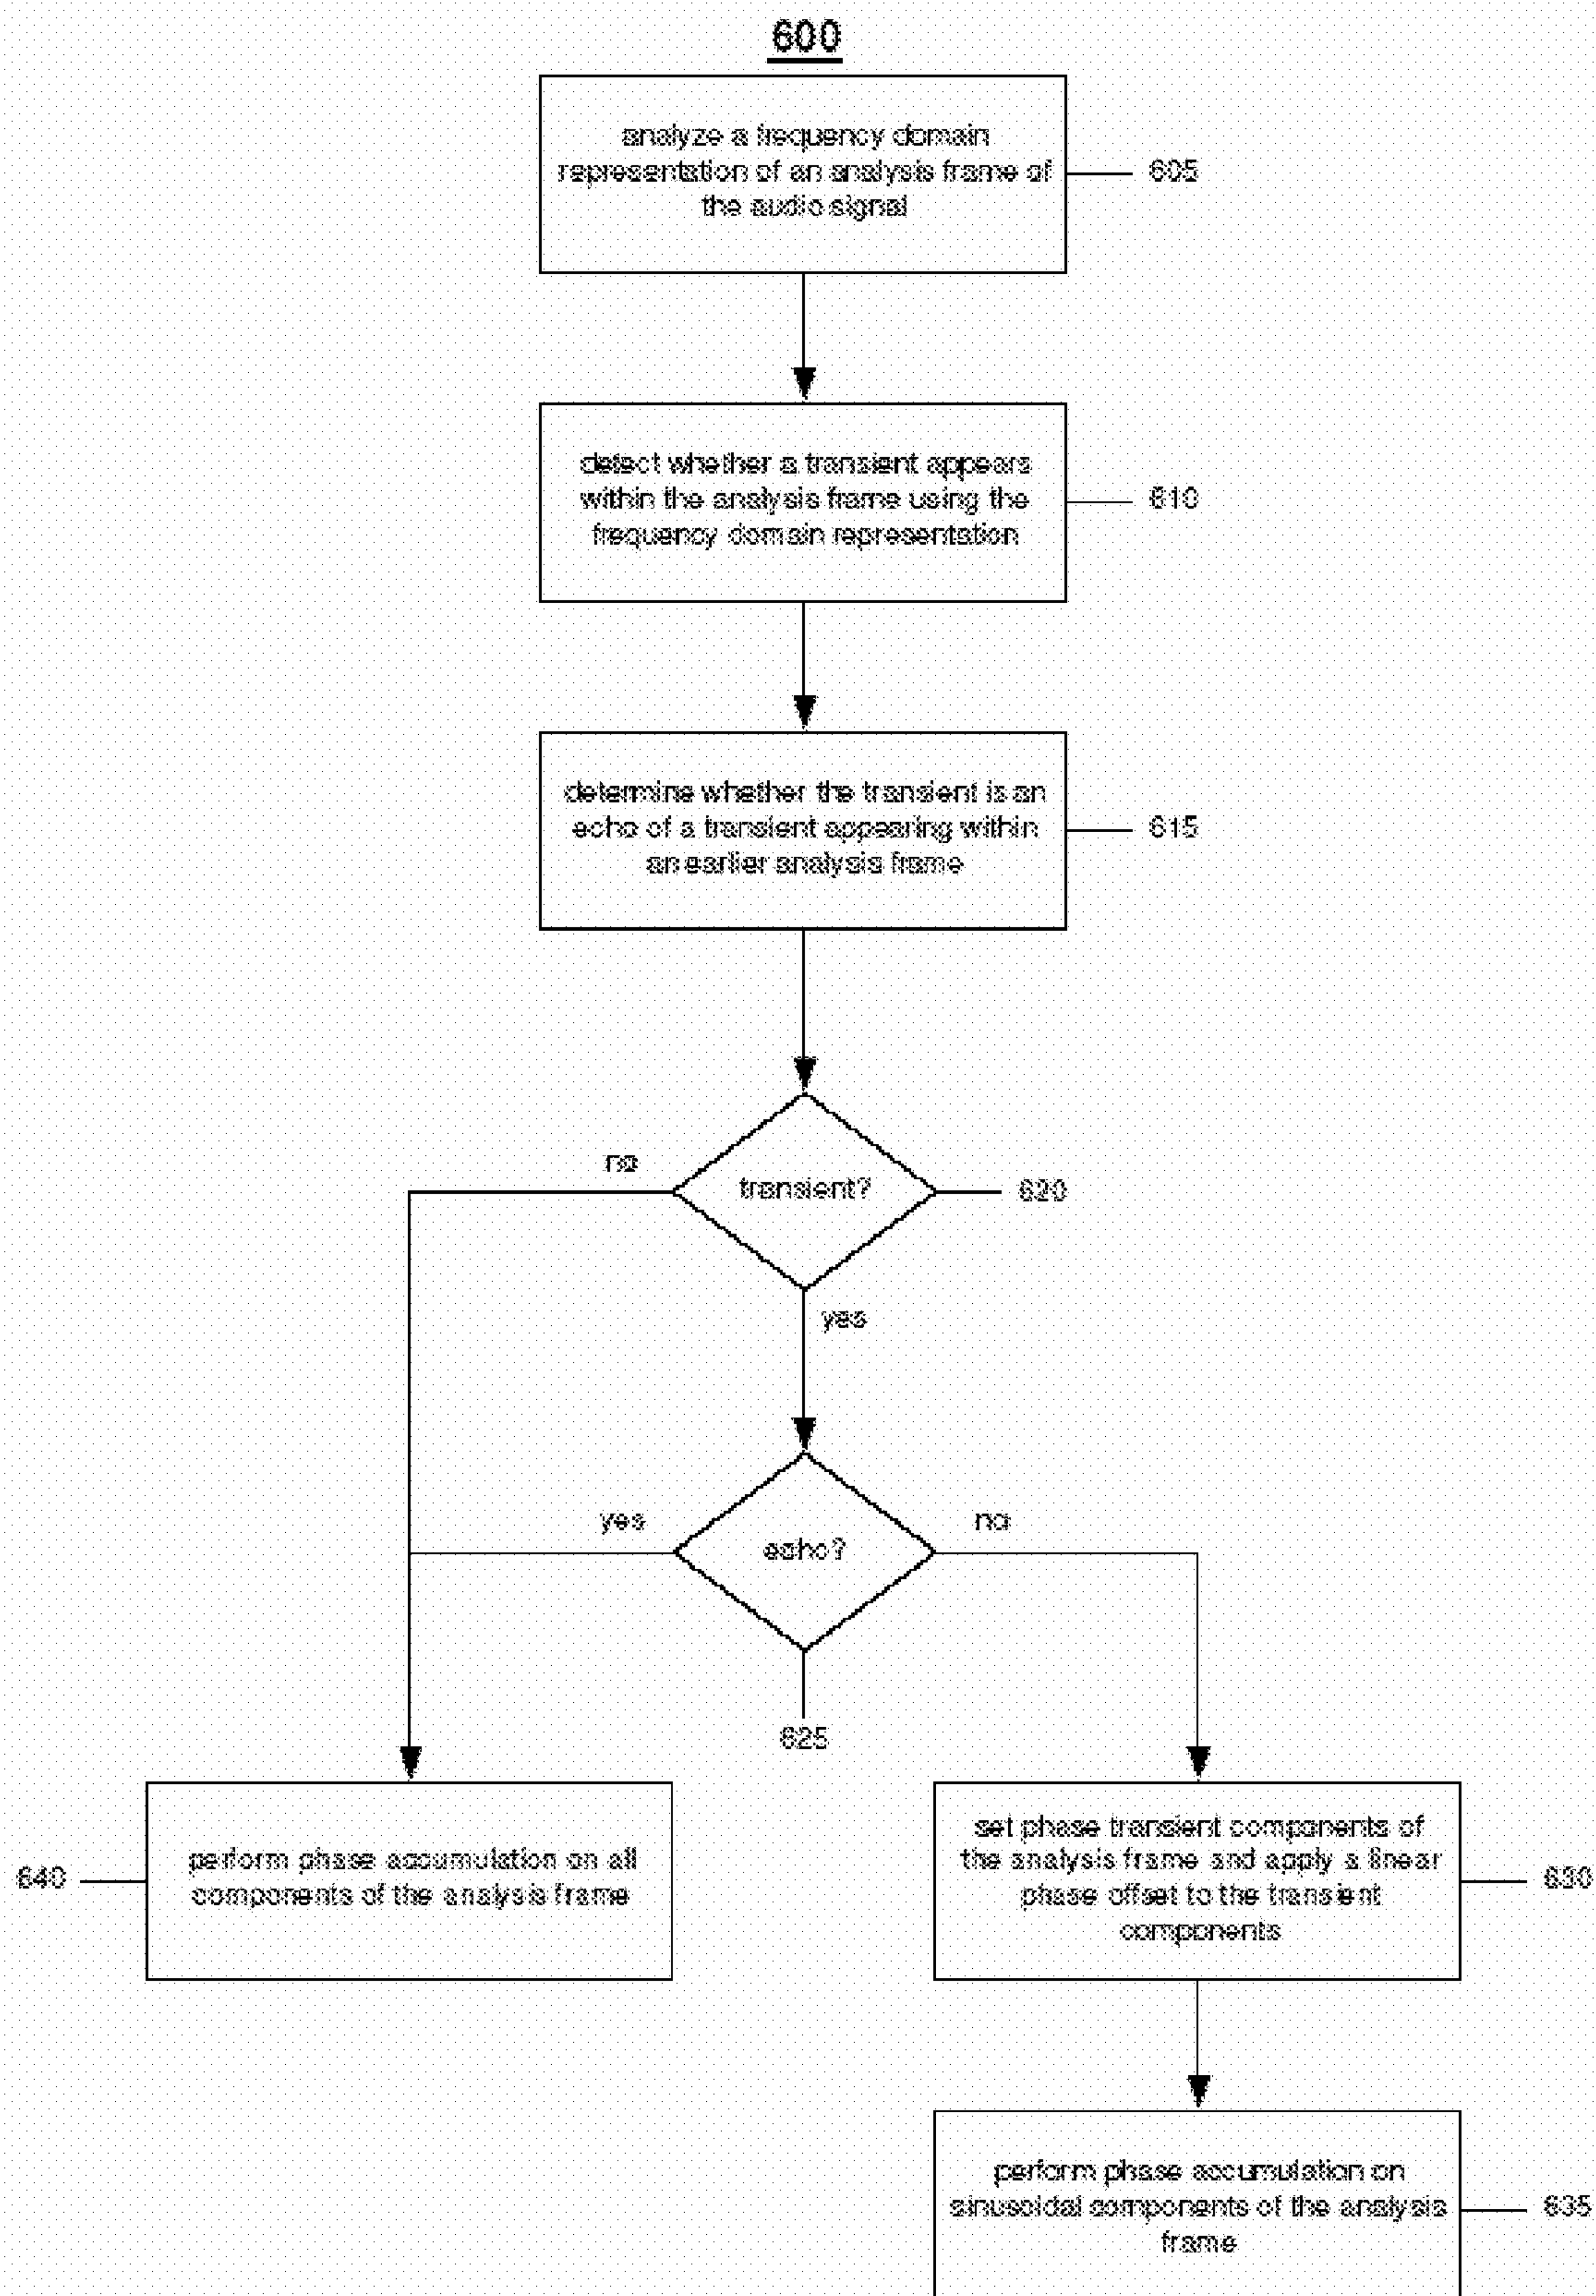 600
analyze a frequency domain
representation of an analysis frame of
the audio signal
605
detect whether a transient appears
within the analysis frame using the
frequency domain representation
610
determine whether the transient is an
echo of a transient appearing within
an earlier analysis frame
615
no
transient?
620
yes
yes
echo?
no
625
640
perform phase accumulation on all
components of the analysis frame
set phase transient components of
the analysis frame and apply a linear
phase offset to the transient
components
630
perform phase accumulation on
sinusoidal components of the analysis
frame
635